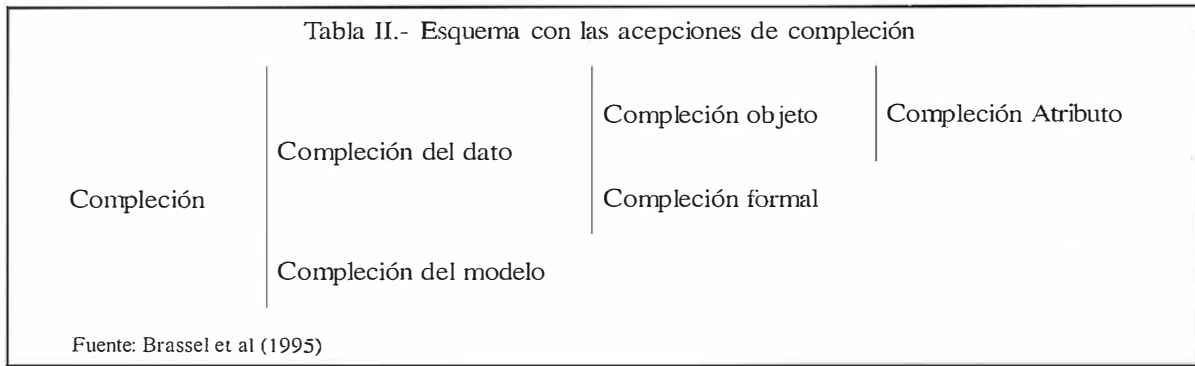 Tabla II.- Esquema con las acepciones de compleción
Compleción objeto
Compleción Atributo
Compleción del dato
Compleción
Compleción formal
Compleción del modelo
Fuente: Brassel et al (1995)